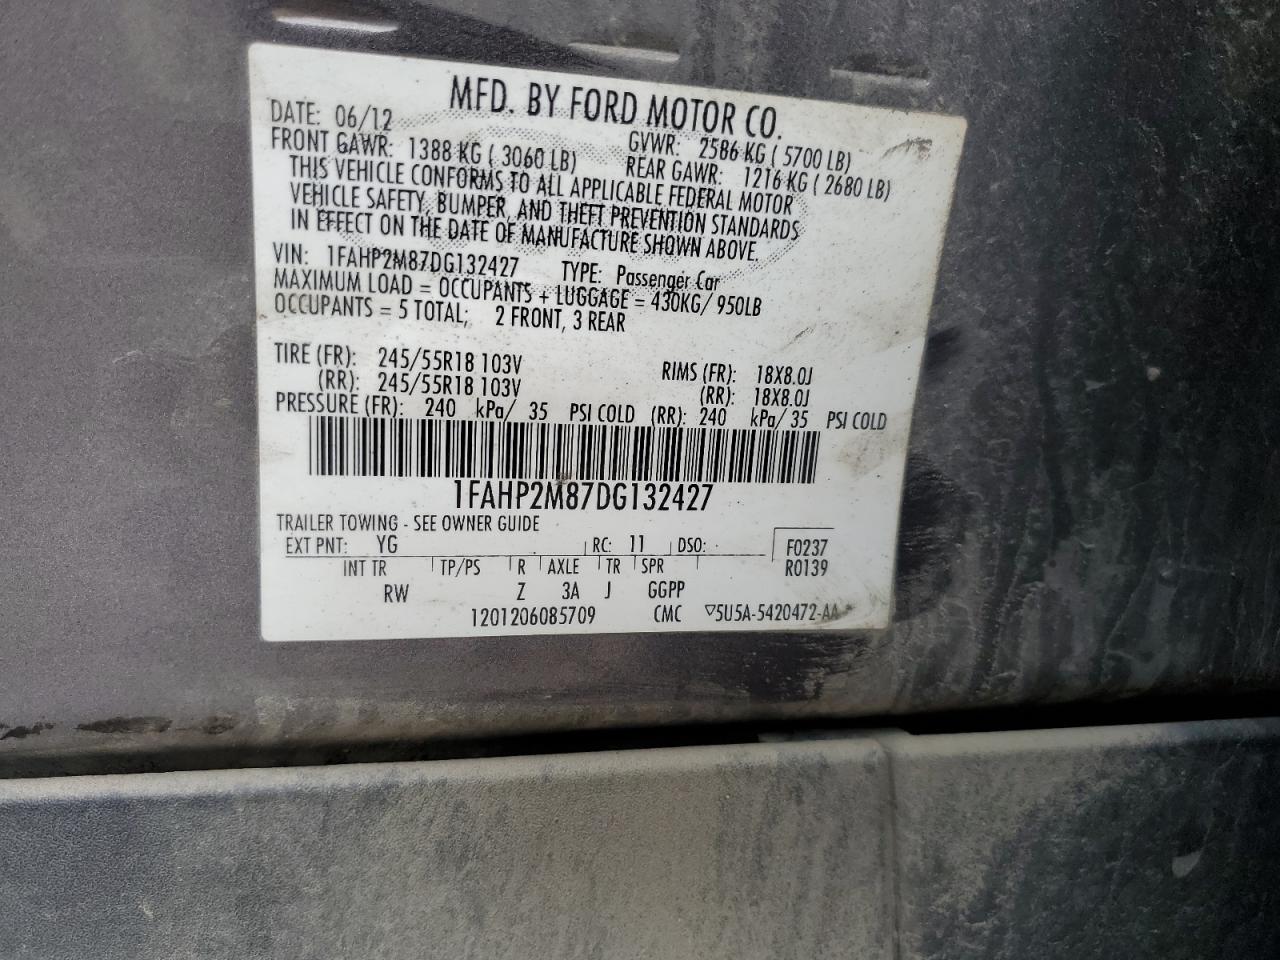 MFD. BY FORD MOTOR CO.
DATE: 06/12 GVWR: 2586 KG ( 5700 LB)
FRONT GAWR: 1388 KG ( 3060 LB) REAR GAWR: 1216 KG ( 2680 LB)
THIS VEHICLE CONFORMS TO ALL APPLICABLE FEDERAL MOTOR
VEHICLE SAFETY, BUMPER, AND THEFT PREVENTION STANDARDS
IN EFFECT ON THE DATE OF MANUFACTURE SHOWN ABOVE.
VIN: 1FAHP2M87DG132427 TYPE: Passenger Car
MAXIMUM LOAD = OCCUPANTS + LUGGAGE = 430KG/ 950LB
OCCUPANTS = 5 TOTAL; 2 FRONT, 3 REAR
TIRE (FR): 245/55R18 103V RIMS (FR): 18X8.0J
(RR): 245/55R18 103V (RR): 18X8.0J
PRESSURE (FR): 240 kPa/ 35 PSI COLD (RR): 240 kPa/ 35 PSI COLD
1FAHP2M87DG132427
TRAILER TOWING - SEE OWNER GUIDE
EXT PNT: YG RC: 11 DSO: F0237
INT TR TP/PS R AXLE TR SPR R0139
RW Z 3A J GGPP
1201206085709 CMC ▽5U5A-5420472-AA